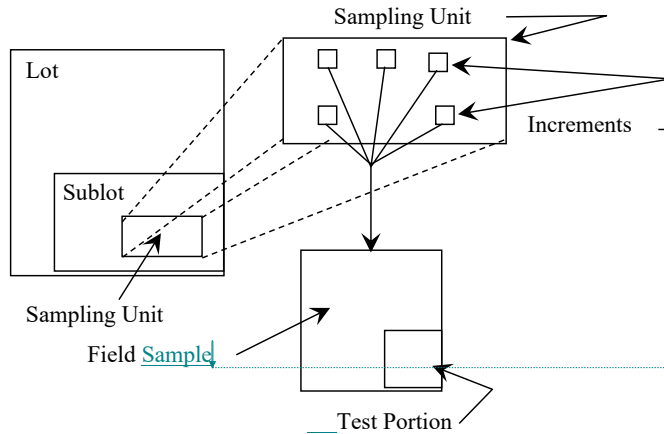 Sampling Unit
Lot
Increments
Sublot
Sampling Unit
Field Sample
Test Portion